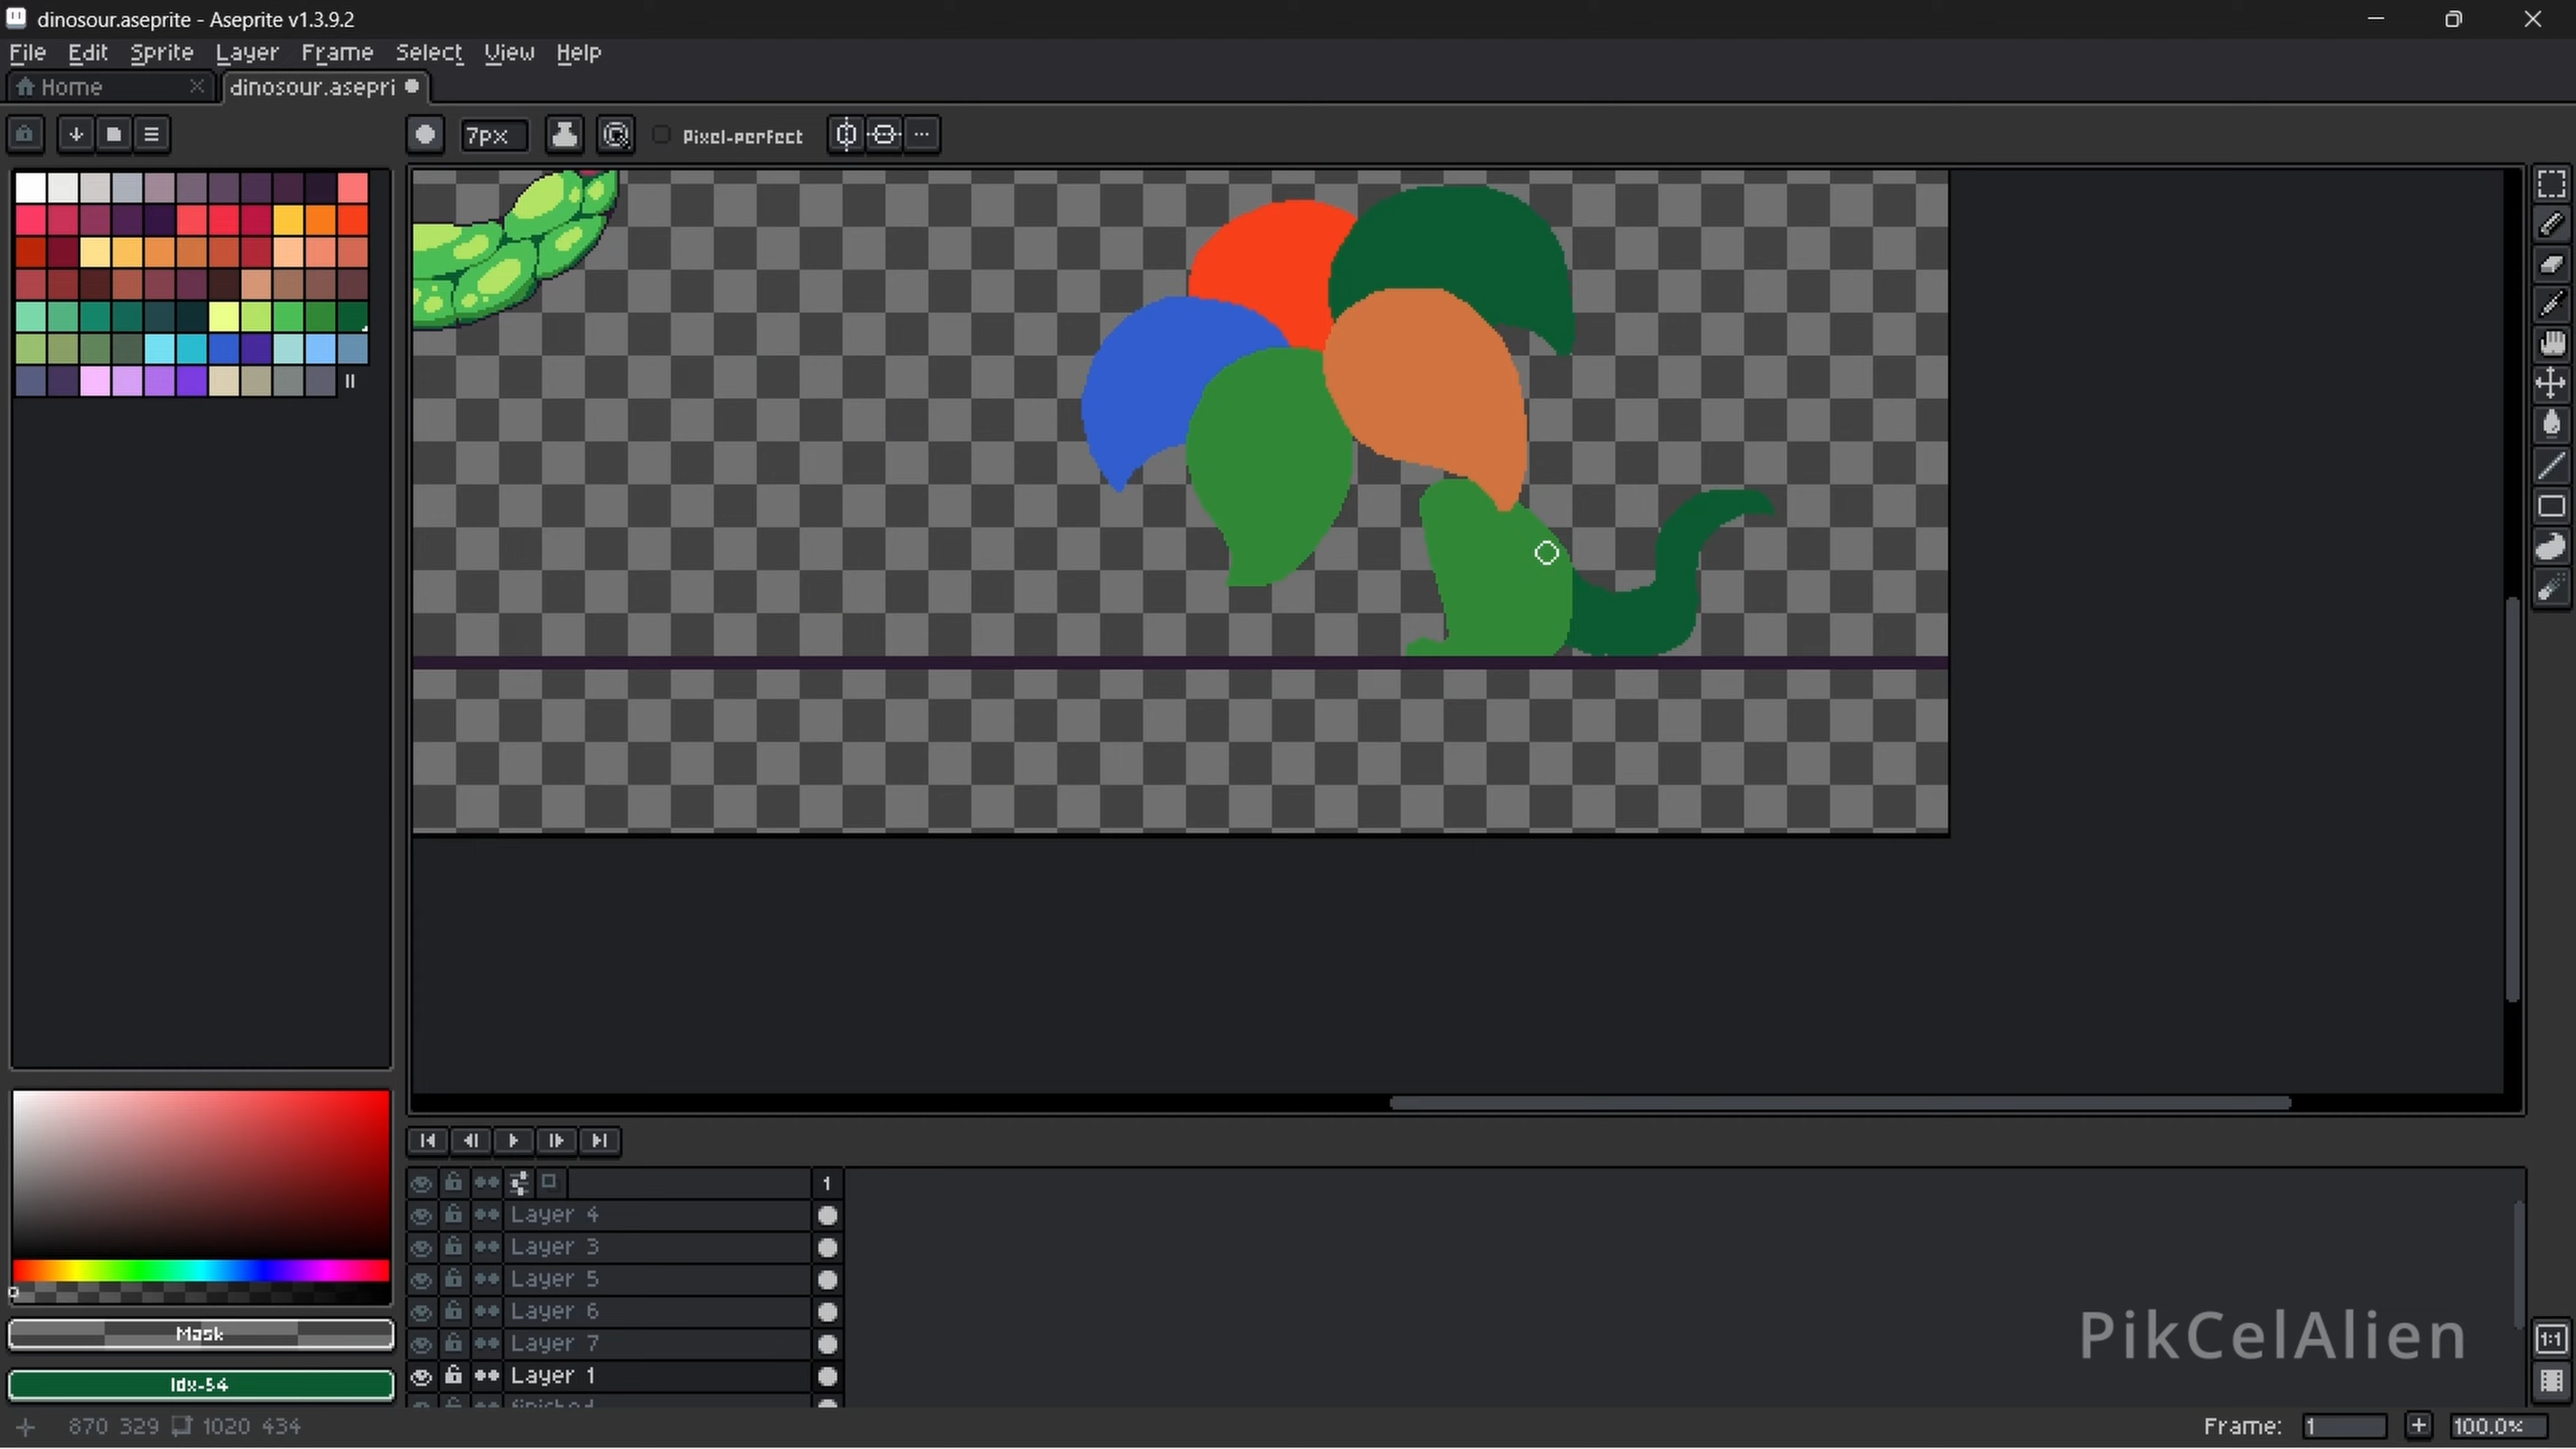 dinosour.aseprite - Aseprite v1.3.9.2
File Edit Sprite Layer Frame Select View Help
Home dinosour.asepri
7px Pixel-perfect
1
Layer 4
Layer 3
Layer 5
Layer 6
Layer 7
Mask
Layer 1
Idx-54
PikCelAlien
1:1
870 329 1020 434
Frame: 1 100.0%